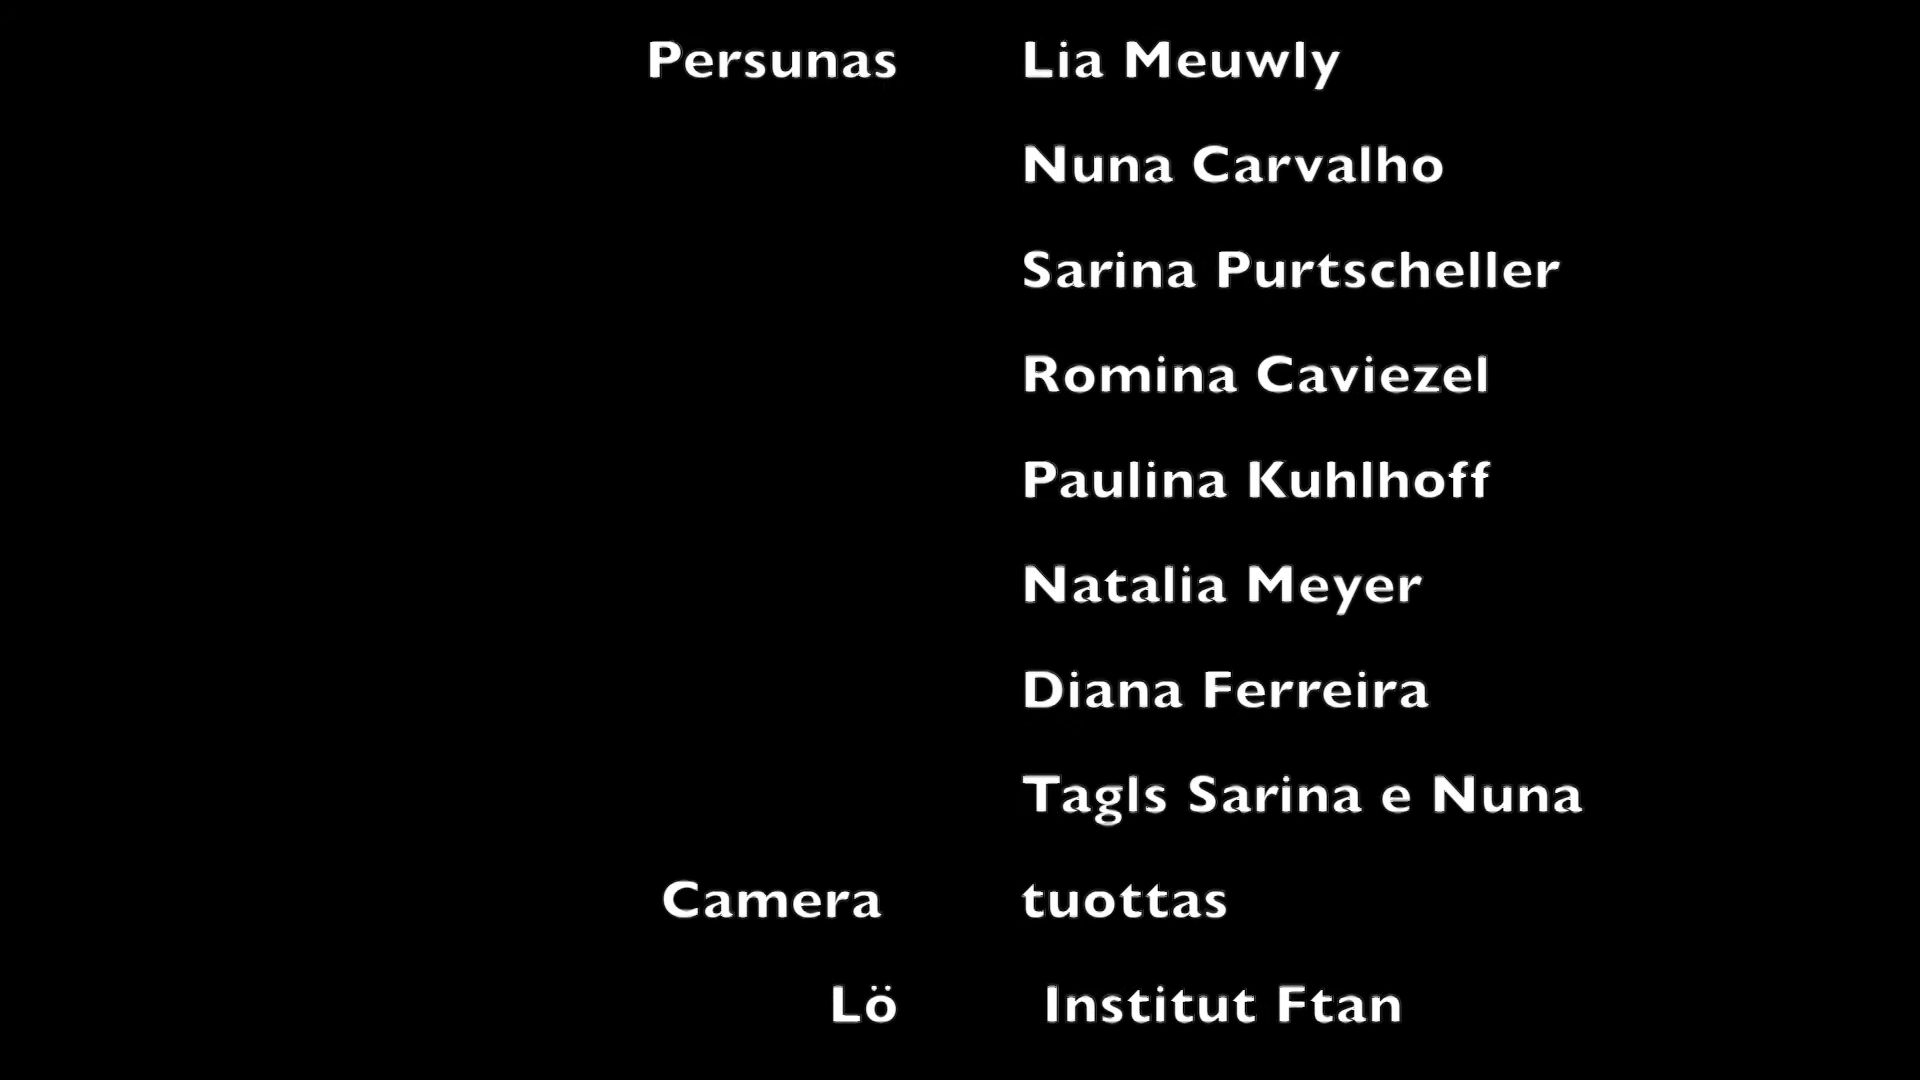 Persunas Lia Meuwly
Nuna Carvalho
Sarina Purtscheller
Romina Caviezel
Paulina Kuhlhoff
Natalia Meyer
Diana Ferreira
Tagls Sarina e Nuna
Camera tuottas
Lö Institut Ftan